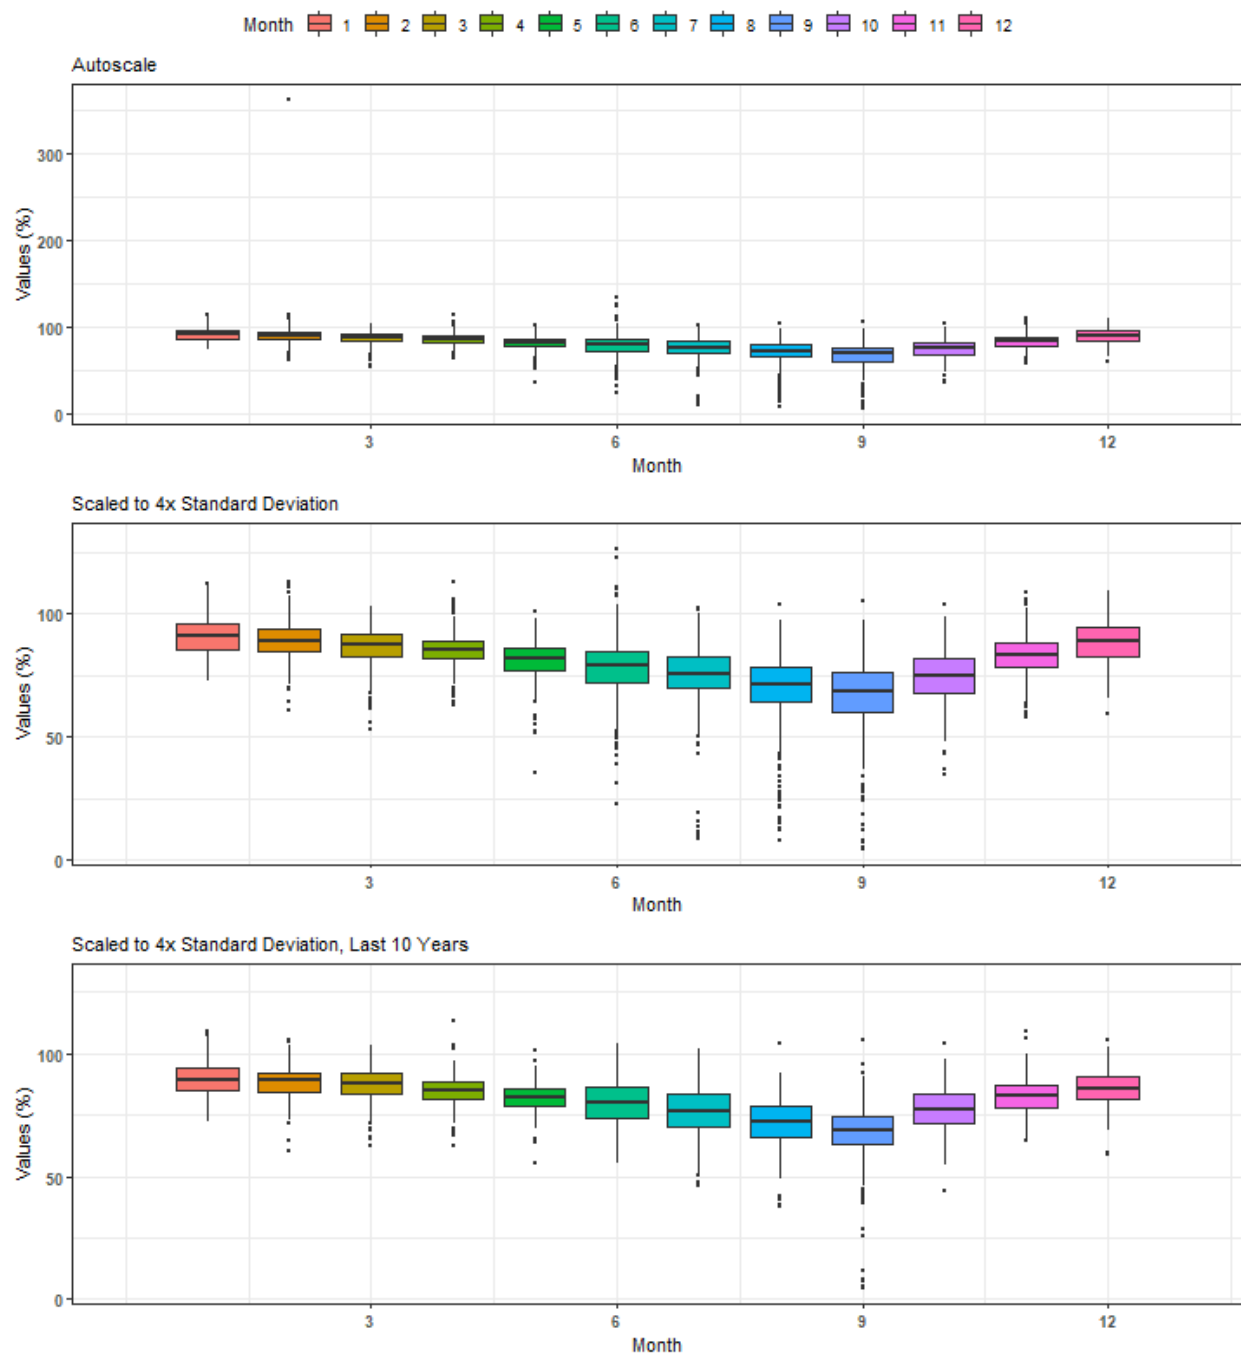 Month 1 2 3 4 5 6 7 8 9 10 11 12
Autoscale
Values (%)
300
200
100
0
3 6 9 12
Month
Scaled to 4x Standard Deviation
Values (%)
100
50
0
3 6 9 12
Month
Scaled to 4x Standard Deviation, Last 10 Years
Values (%)
100
50
0
3 6 9 12
Month